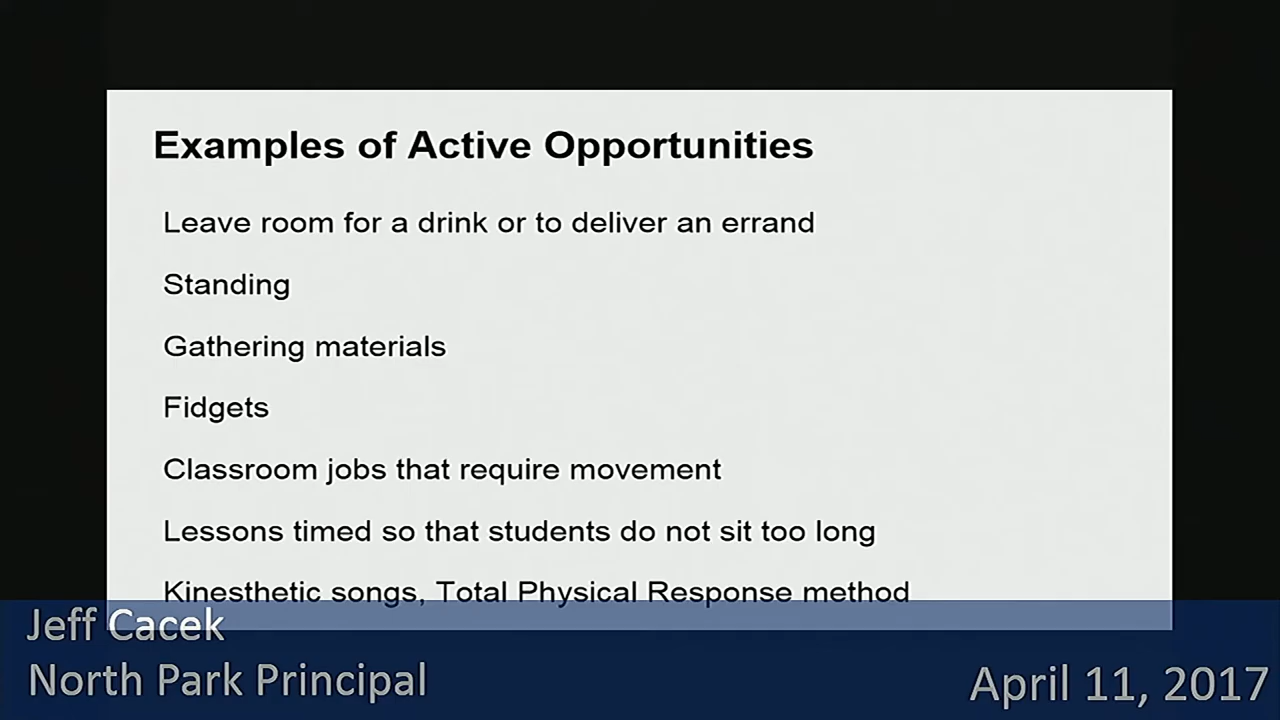 Examples of Active Opportunities
Leave room for a drink or to deliver an errand
Standing
Gathering materials
Fidgets
Classroom jobs that require movement
Lessons timed so that students do not sit too long
Kinesthetic songs, Total Physical Response method
Jeff Cacek
North Park Principal
April 11, 2017